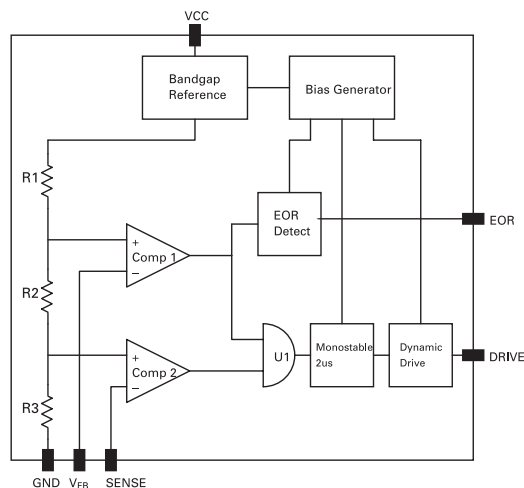 VCC
Bandgap
Reference
Bias Generator
R1
EOR
Detect
EOR
+
Comp 1
−
R2
U1
Monostable
2us
Dynamic
Drive
DRIVE
+
Comp 2
−
R3
GND
VFB
SENSE